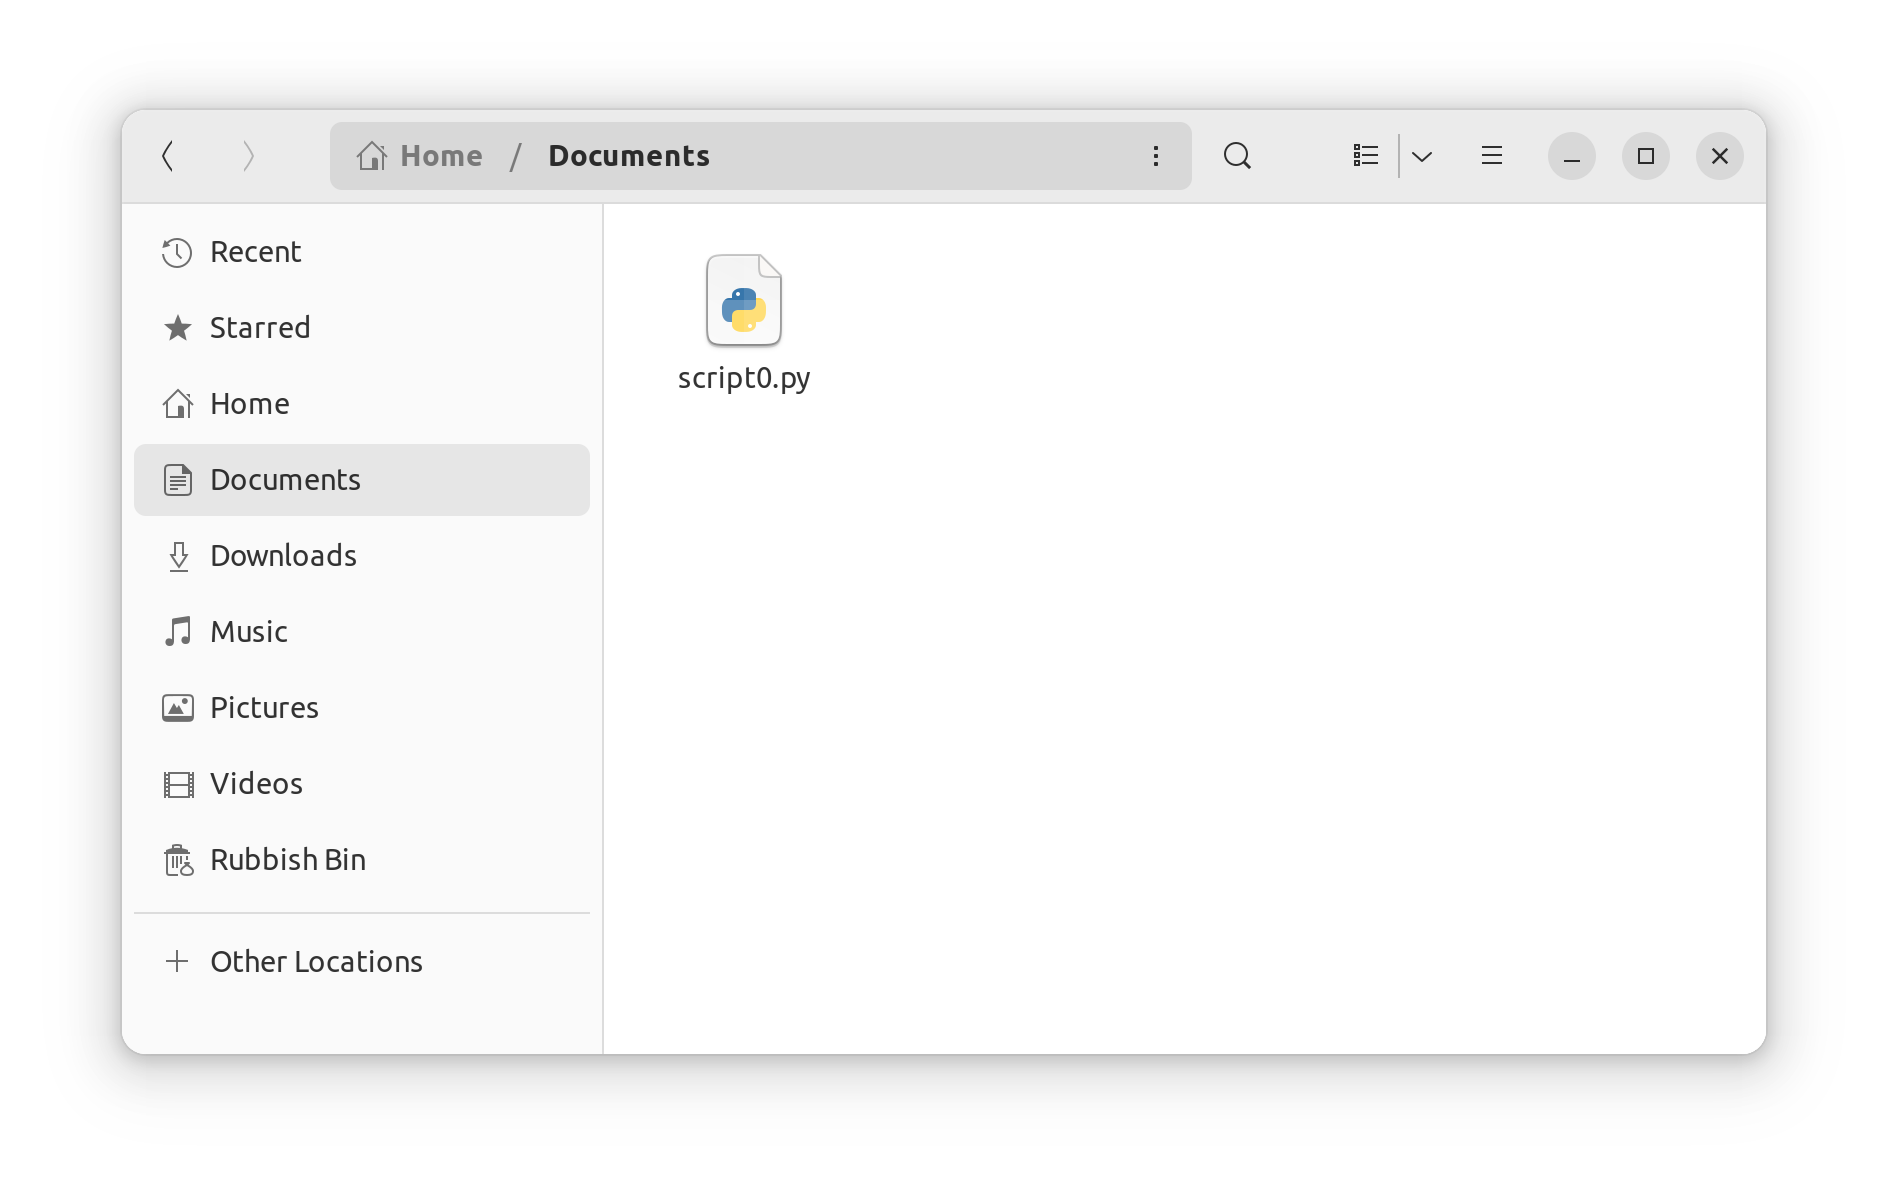 Home / Documents
Recent
Starred
Home
Documents
Downloads
Music
Pictures
Videos
Rubbish Bin
Other Locations
script0.py